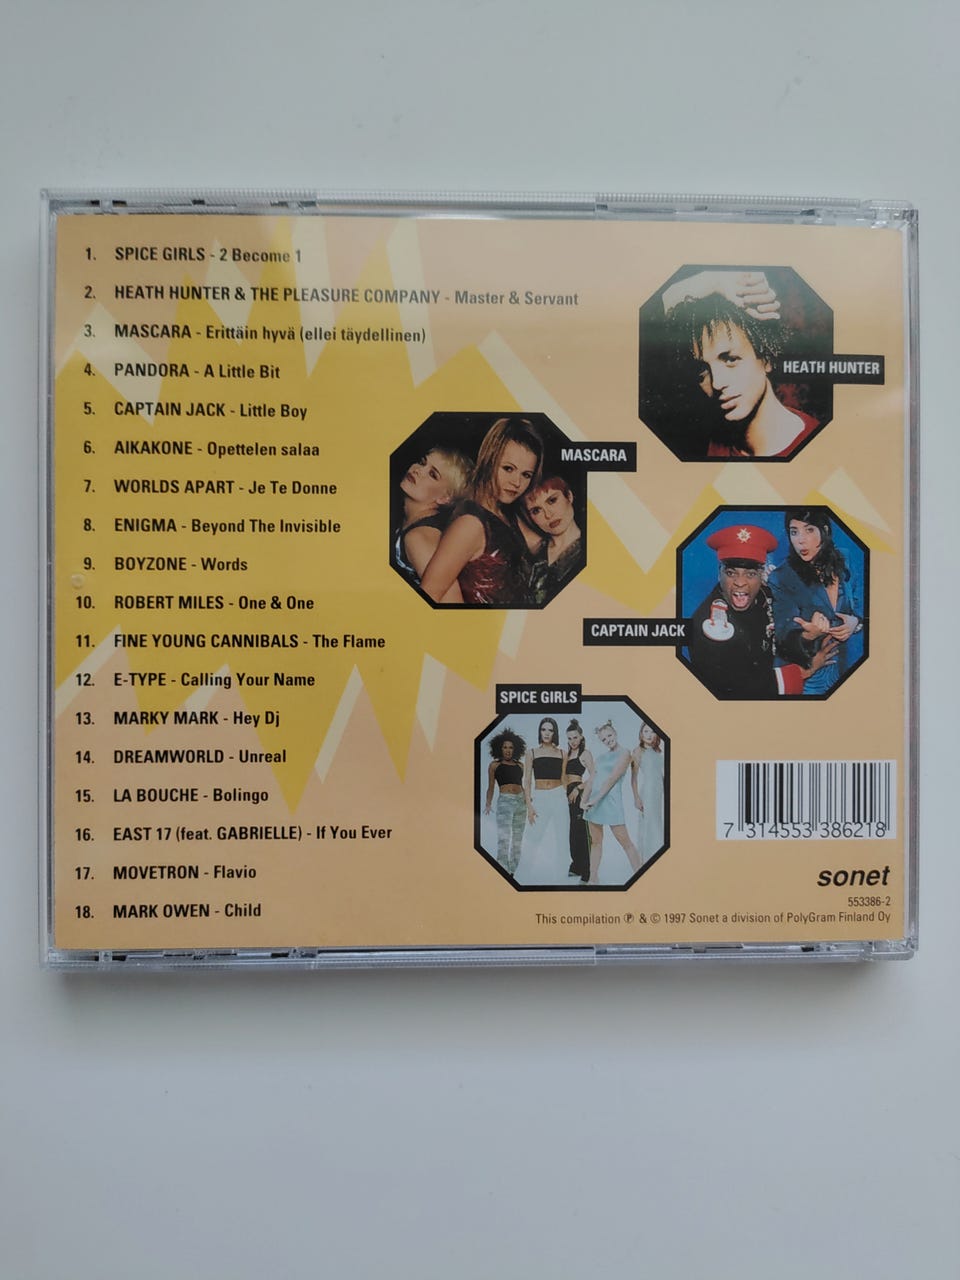 1. SPICE GIRLS - 2 Become 1
2. HEATH HUNTER & THE PLEASURE COMPANY - Master & Servant
3. MASCARA - Erittäin hyvä (ellei täydellinen)
4. PANDORA - A Little Bit
5. CAPTAIN JACK - Little Boy
6. AIKAKONE - Opettelen salaa
7. WORLDS APART - Je Te Donne
8. ENIGMA - Beyond The Invisible
9. BOYZONE - Words
10. ROBERT MILES - One & One
11. FINE YOUNG CANNIBALS - The Flame
12. E-TYPE - Calling Your Name
13. MARKY MARK - Hey Dj
14. DREAMWORLD - Unreal
15. LA BOUCHE - Bolingo
16. EAST 17 (feat. GABRIELLE) - If You Ever
17. MOVETRON - Flavio
18. MARK OWEN - Child
HEATH HUNTER
MASCARA
CAPTAIN JACK
SPICE GIRLS
7 314553 386218
sonet
553386-2
This compilation ℗ & © 1997 Sonet a division of PolyGram Finland Oy